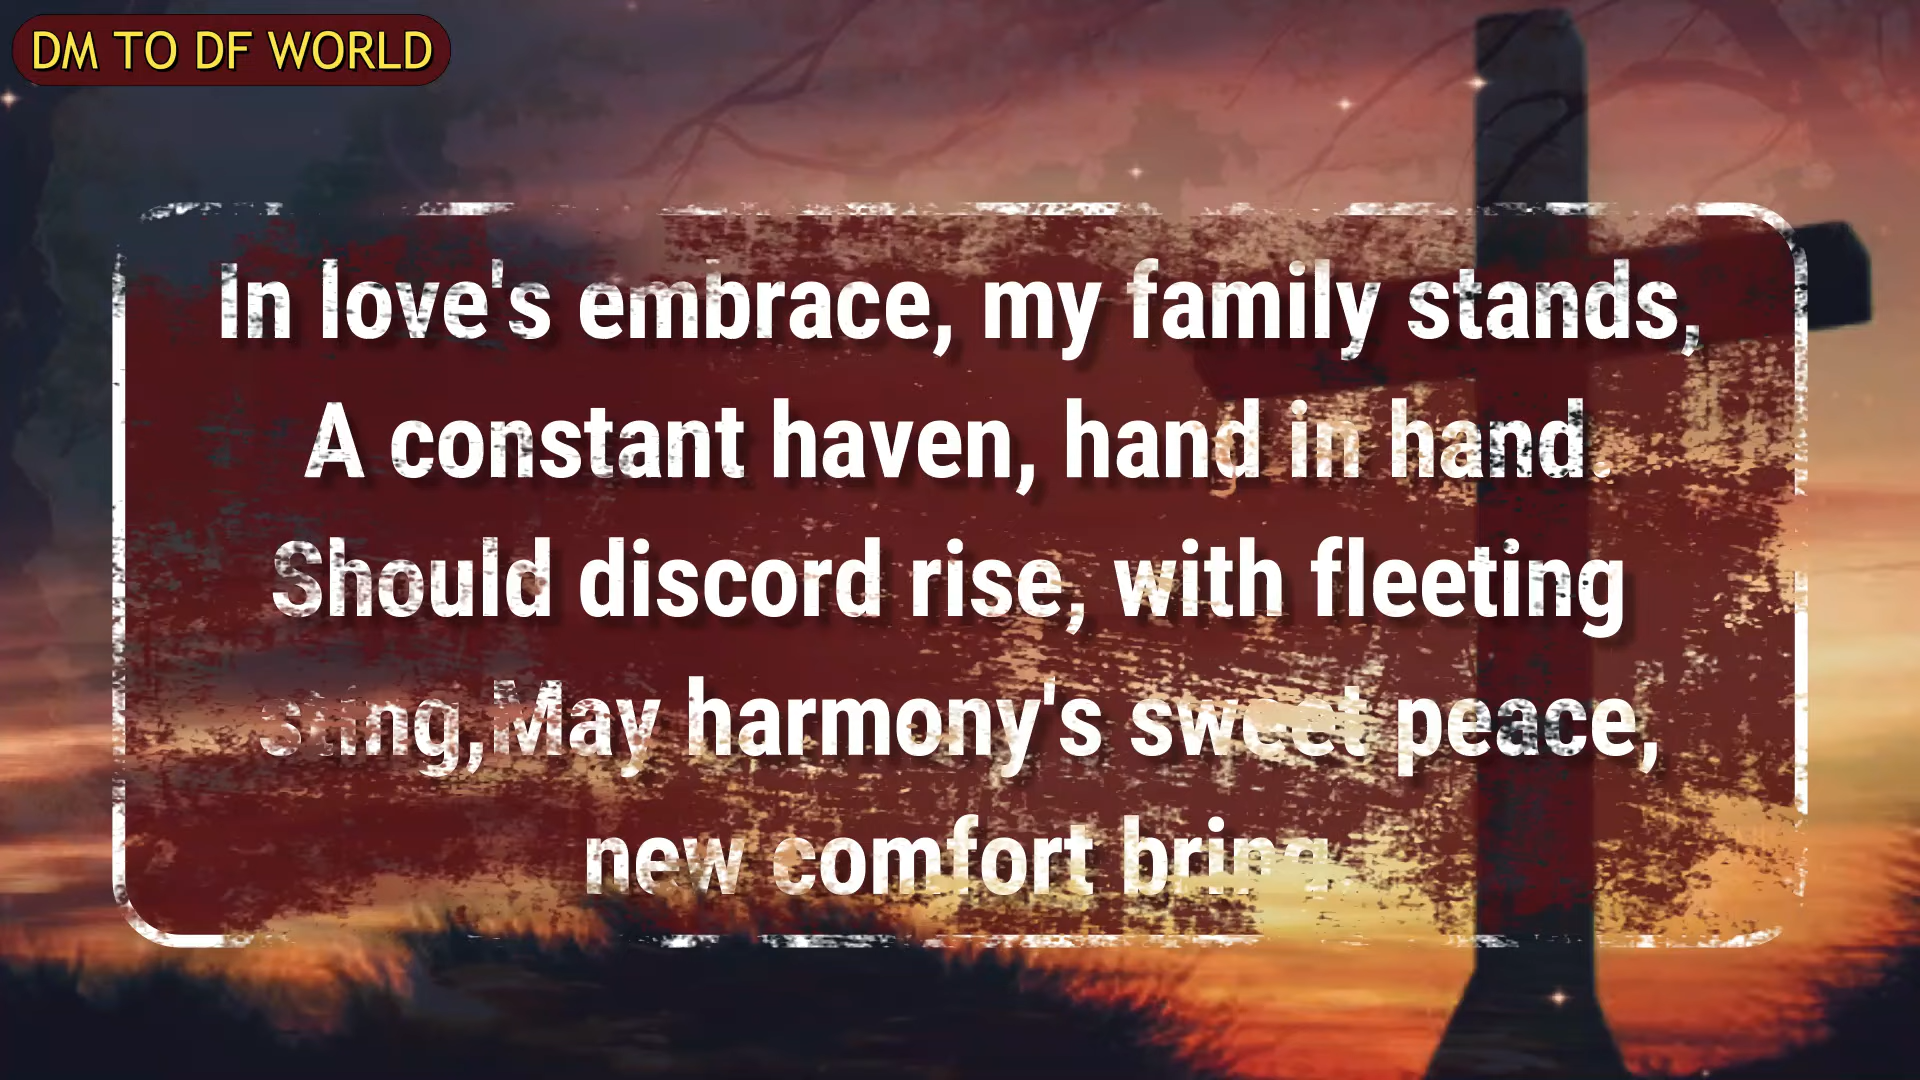 DM TO DF WORLD
In love's embrace, my family stands,
A constant haven, hand in hand.
Should discord rise, with fleeting
sting,May harmony's sweet peace,
new comfort bring.